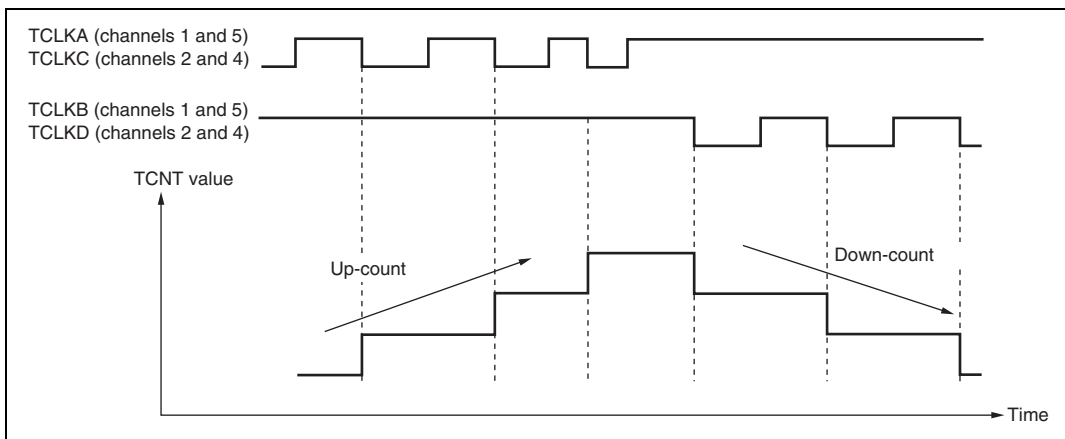 TCLKA (channels 1 and 5)
TCLKC (channels 2 and 4)
TCLKB (channels 1 and 5)
TCLKD (channels 2 and 4)
TCNT value
Up-count
Down-count
Time